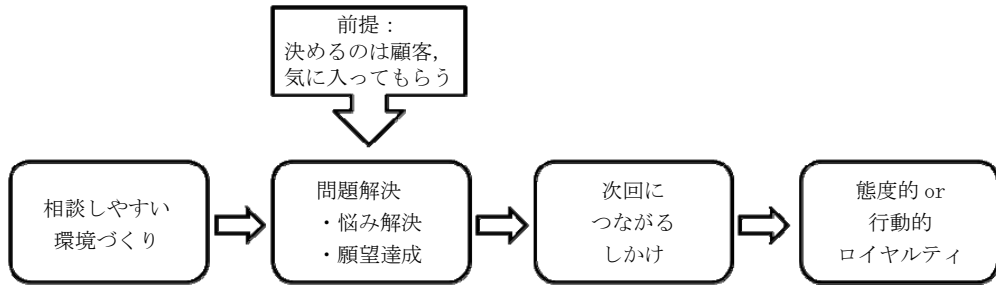 前提：
決めるのは顧客，
気に入ってもらう
相談しやすい
環境づくり
問題解決
・悩み解決
・願望達成
次回に
つながる
しかけ
態度的 or
行動的
ロイヤルティ